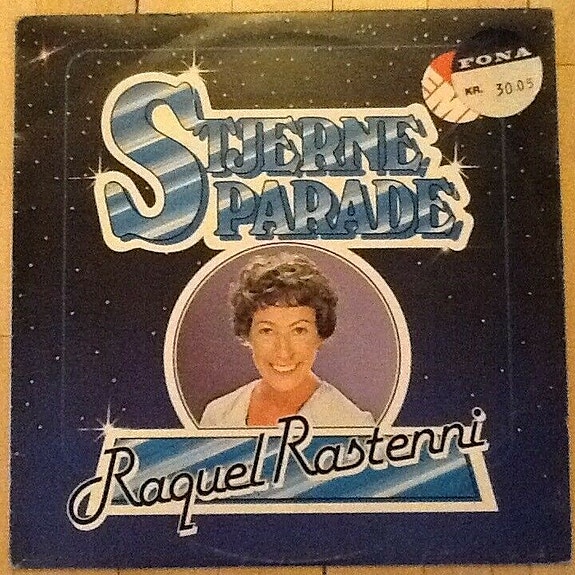 FONA
KR. 30.05
STJERNE
PARADE
Raquel Rastenni